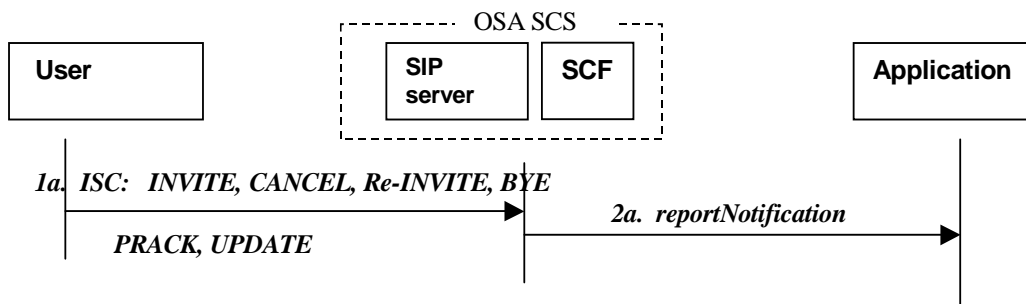 OSA SCS
User
SIP
server
SCF
Application
1a. ISC: INVITE, CANCEL, Re-INVITE, BYE
2a. reportNotification
PRACK, UPDATE